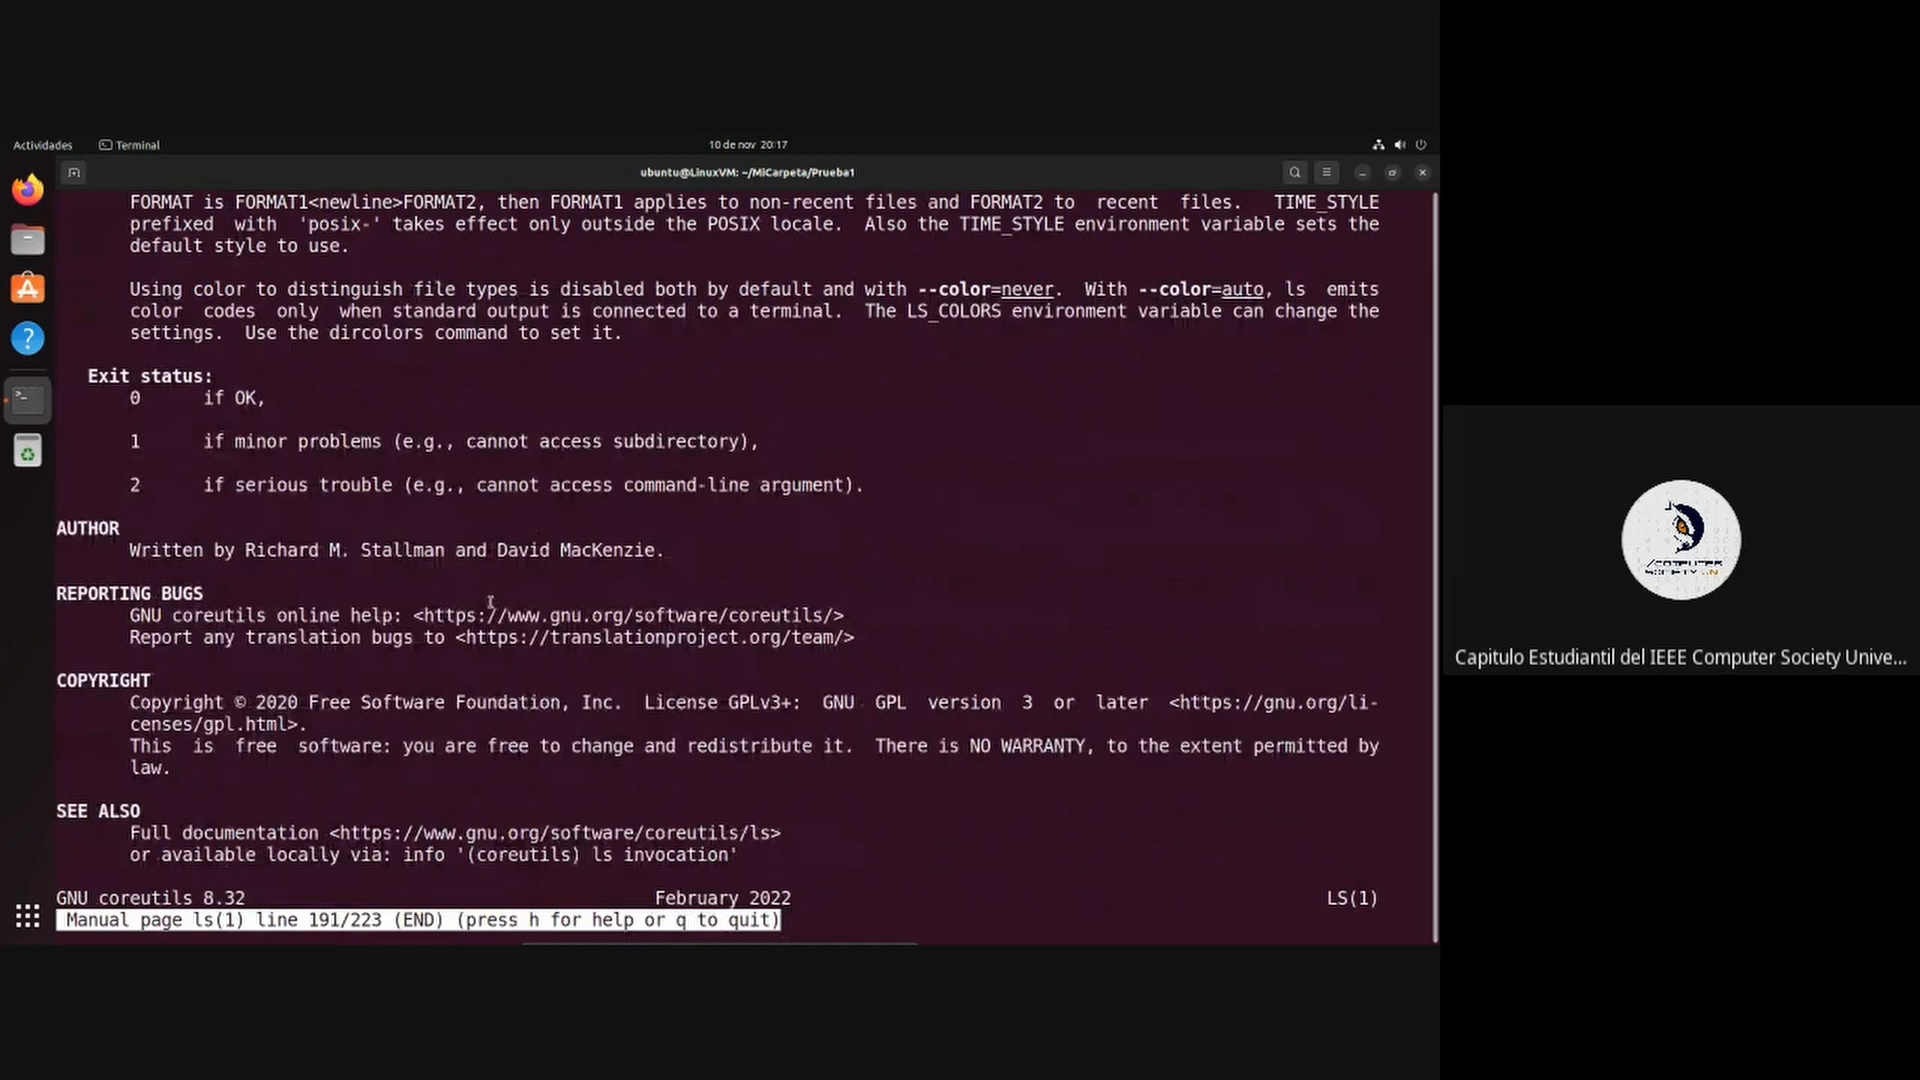 Actividades Terminal 10 de nov 20:17
ubuntu@LinuxVM: ~/MiCarpeta/Prueba1
FORMAT is FORMAT1<newline>FORMAT2, then FORMAT1 applies to non-recent files and FORMAT2 to recent files. TIME_STYLE
prefixed with 'posix-' takes effect only outside the POSIX locale. Also the TIME_STYLE environment variable sets the
default style to use.
Using color to distinguish file types is disabled both by default and with --color=never. With --color=auto, ls emits
color codes only when standard output is connected to a terminal. The LS_COLORS environment variable can change the
settings. Use the dircolors command to set it.
Exit status:
0 if OK,
1 if minor problems (e.g., cannot access subdirectory),
2 if serious trouble (e.g., cannot access command-line argument).
AUTHOR
Written by Richard M. Stallman and David MacKenzie.
REPORTING BUGS
GNU coreutils online help: <https://www.gnu.org/software/coreutils/>
Report any translation bugs to <https://translationproject.org/team/>
COPYRIGHT
Copyright © 2020 Free Software Foundation, Inc. License GPLv3+: GNU GPL version 3 or later <https://gnu.org/li-
censes/gpl.html>.
This is free software: you are free to change and redistribute it. There is NO WARRANTY, to the extent permitted by
law.
SEE ALSO
Full documentation <https://www.gnu.org/software/coreutils/ls>
or available locally via: info '(coreutils) ls invocation'
GNU coreutils 8.32 February 2022 LS(1)
Manual page ls(1) line 191/223 (END) (press h for help or q to quit)
Capitulo Estudiantil del IEEE Computer Society Unive...